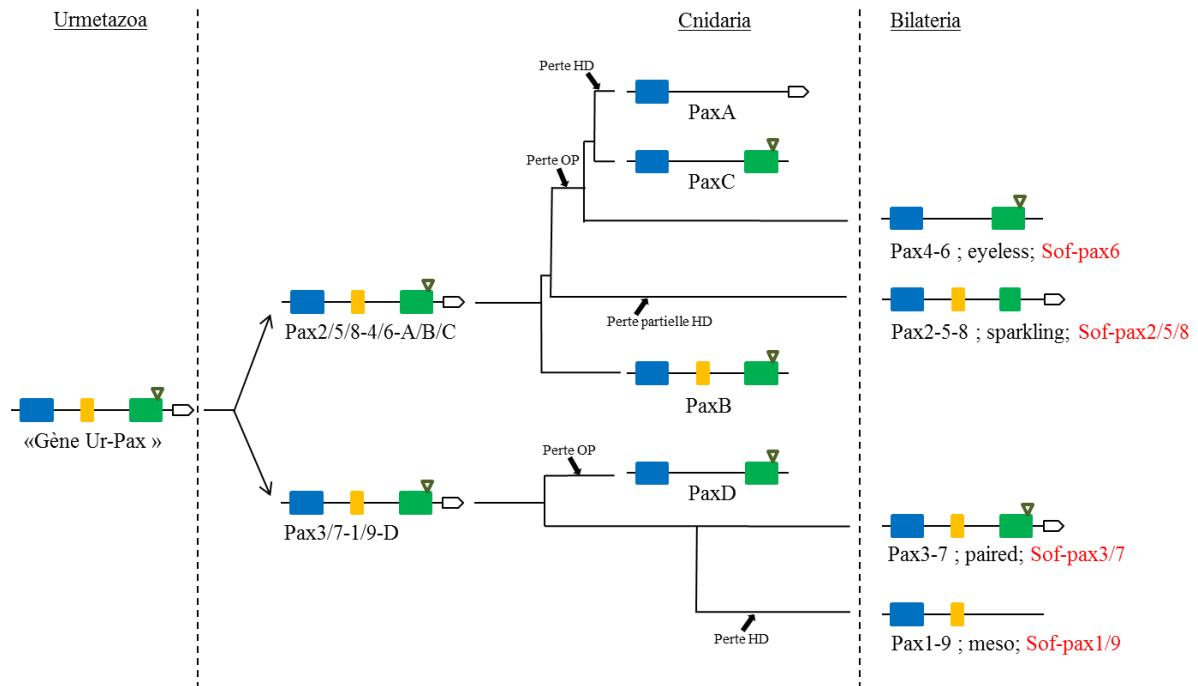 Urmetazoa
Cnidaria
Bilateria
Perte HD
PaxA
Perte OP
PaxC
Pax4-6 ; eyeless; Sof-pax6
Pax2/5/8-4/6-A/B/C
Perte partielle HD
Pax2-5-8 ; sparkling; Sof-pax2/5/8
PaxB
«Gène Ur-Pax »
Perte OP
PaxD
Pax3/7-1/9-D
Pax3-7 ; paired; Sof-pax3/7
Perte HD
Pax1-9 ; meso; Sof-pax1/9